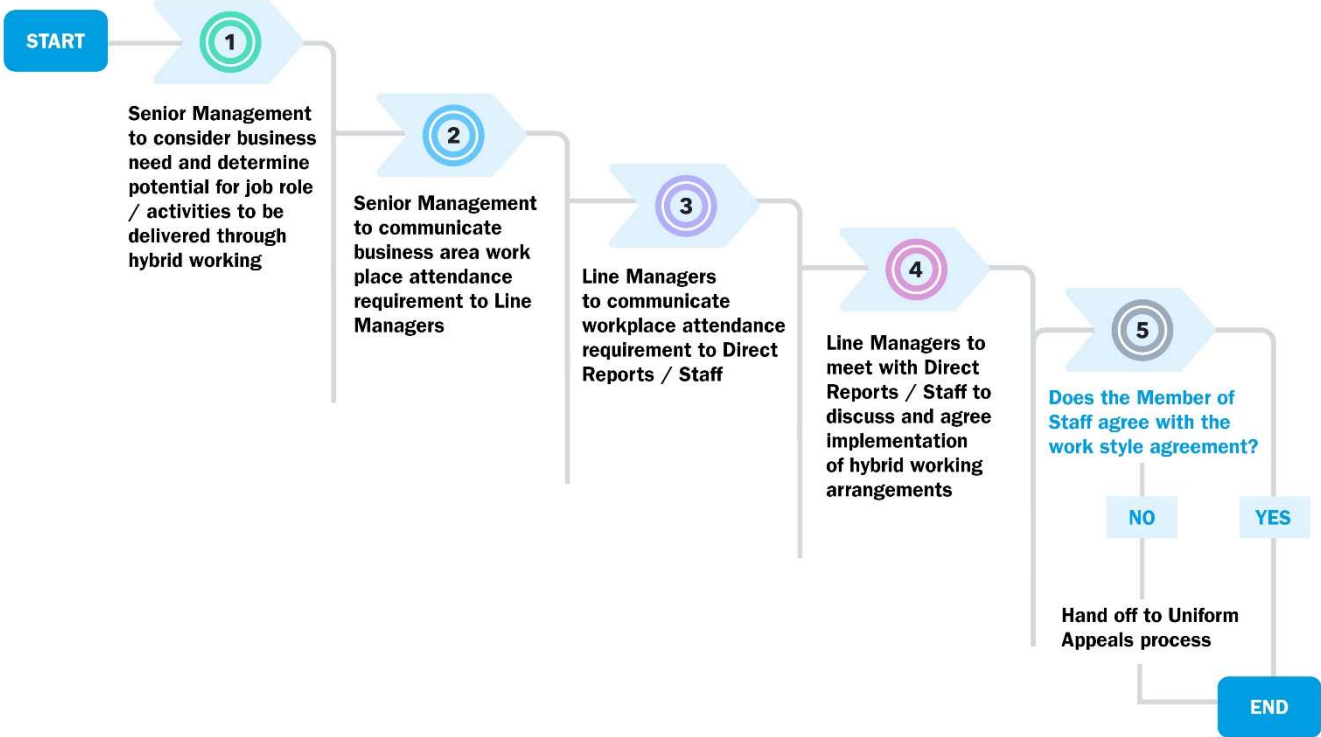 START
1
Senior Management
to consider business
need and determine
potential for job role
/ activities to be
delivered through
hybrid working
2
Senior Management
to communicate
business area work
place attendance
requirement to Line
Managers
3
Line Managers
to communicate
workplace attendance
requirement to Direct
Reports / Staff
4
Line Managers to
meet with Direct
Reports / Staff to
discuss and agree
implementation
of hybrid working
arrangements
5
Does the Member of
Staff agree with the
work style agreement?
NO
YES
Hand off to Uniform
Appeals process
END